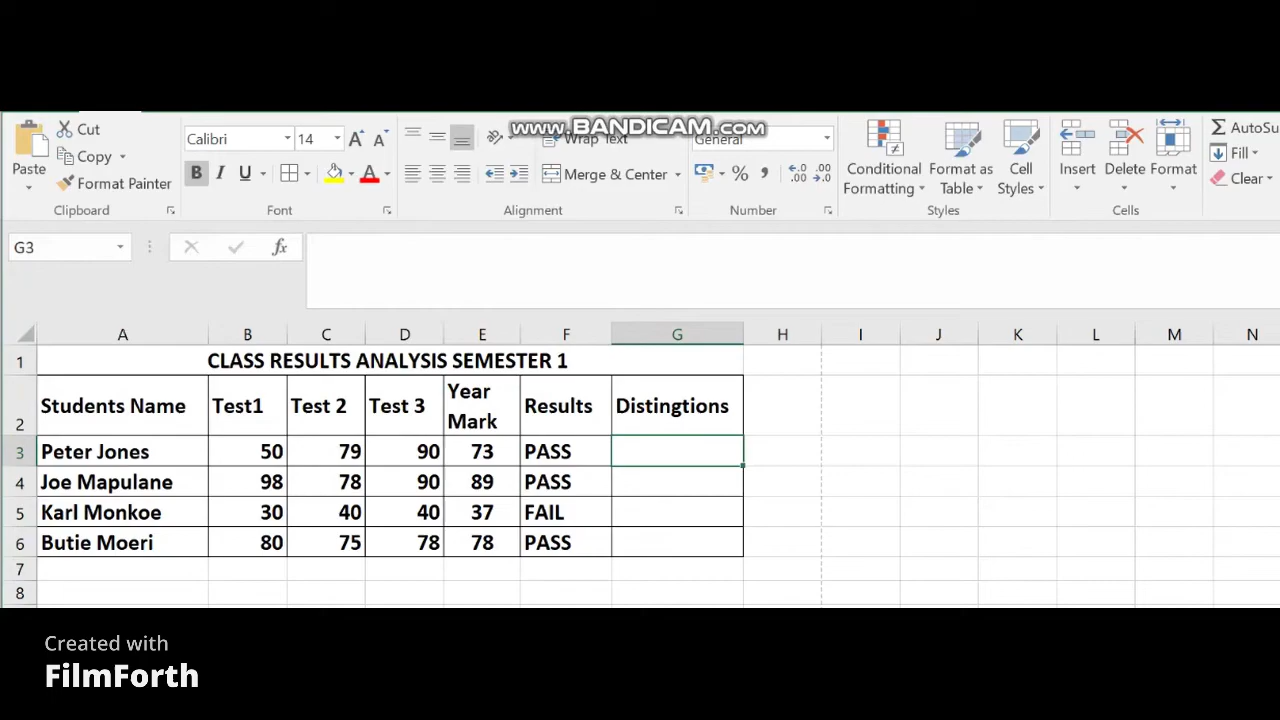 www.BANDICAM.com
Cut
Copy
Format Painter
Paste
Clipboard
Calibri
14
B I U
A
Font
Wrap Text
Merge & Center
Alignment
General
%
Number
Conditional Formatting
Format as Table
Cell Styles
Styles
Insert
Delete
Format
Cells
AutoSu
Fill
Clear
G3
fx
A B C D E F G H I J K L M N
1 CLASS RESULTS ANALYSIS SEMESTER 1
2 Students Name Test1 Test 2 Test 3 Year Mark Results Distingtions
3 Peter Jones 50 79 90 73 PASS
4 Joe Mapulane 98 78 90 89 PASS
5 Karl Monkoe 30 40 40 37 FAIL
6 Butie Moeri 80 75 78 78 PASS
7
8
Created with
FilmForth